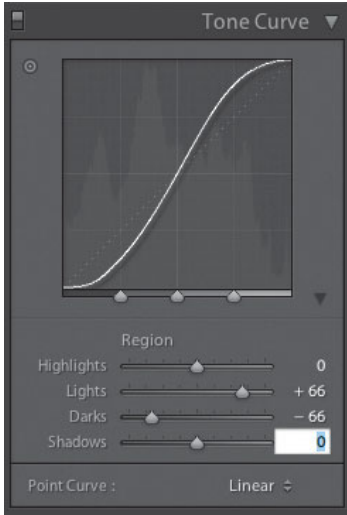 Tone Curve
Region
Highlights 0
Lights + 66
Darks – 66
Shadows 0
Point Curve : Linear